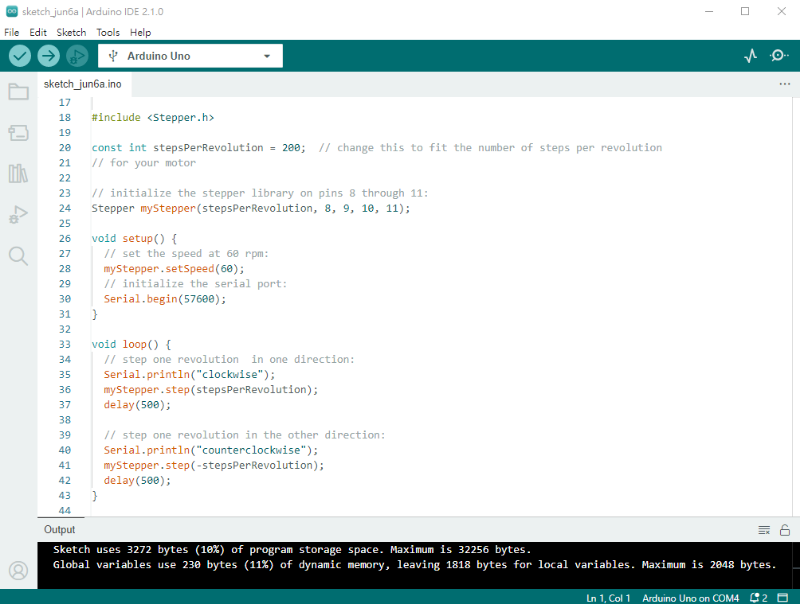 sketch_jun6a | Arduino IDE 2.1.0
File Edit Sketch Tools Help
Arduino Uno
sketch_jun6a.ino
17
18 #include <Stepper.h>
19
20 const int stepsPerRevolution = 200;  // change this to fit the number of steps per revolution
21 // for your motor
22
23 // initialize the stepper library on pins 8 through 11:
24 Stepper myStepper(stepsPerRevolution, 8, 9, 10, 11);
25
26 void setup() {
27   // set the speed at 60 rpm:
28   myStepper.setSpeed(60);
29   // initialize the serial port:
30   Serial.begin(57600);
31 }
32
33 void loop() {
34   // step one revolution  in one direction:
35   Serial.println("clockwise");
36   myStepper.step(stepsPerRevolution);
37   delay(500);
38
39   // step one revolution in the other direction:
40   Serial.println("counterclockwise");
41   myStepper.step(-stepsPerRevolution);
42   delay(500);
43 }
44
Output
Sketch uses 3272 bytes (10%) of program storage space. Maximum is 32256 bytes.
Global variables use 230 bytes (11%) of dynamic memory, leaving 1818 bytes for local variables. Maximum is 2048 bytes.
Ln 1, Col 1 Arduino Uno on COM4 2